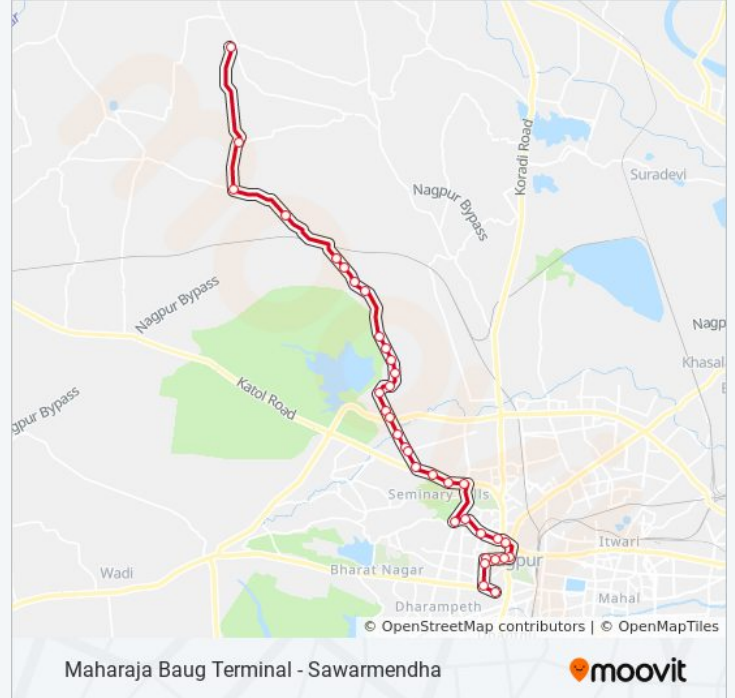 Koradi Road
Suradevi
Nagpur Bypass
Nagpur Bypass
Nagp
Khasal
Katol Road
gpur Bypass
Seminary Hills
Itwari
Wadi
Bharat Nagar
gpur
Dharampeth
Mahal
© OpenStreetMap contributors | © OpenMapTiles
Maharaja Baug Terminal - Sawarmendha
moovit